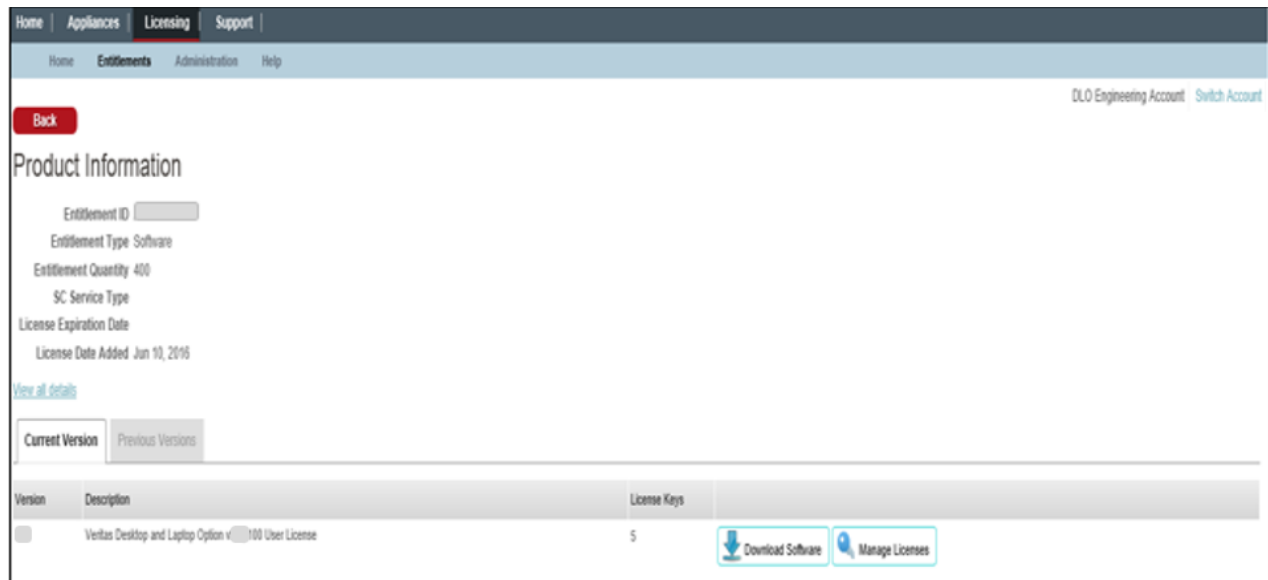 Home | Appliances | Licensing | Support |
Home Entitlements Administration Help
DLO Engineering Account Switch Account
Back
Product Information
Entitlement ID
Entitlement Type Software
Entitlement Quantity 400
SC Service Type
License Expiration Date
License Date Added Jun 10, 2016
View all details
Current Version Previous Versions
Version Description License Keys
Veritas Desktop and Laptop Option v 100 User License 5 Download Software Manage Licenses